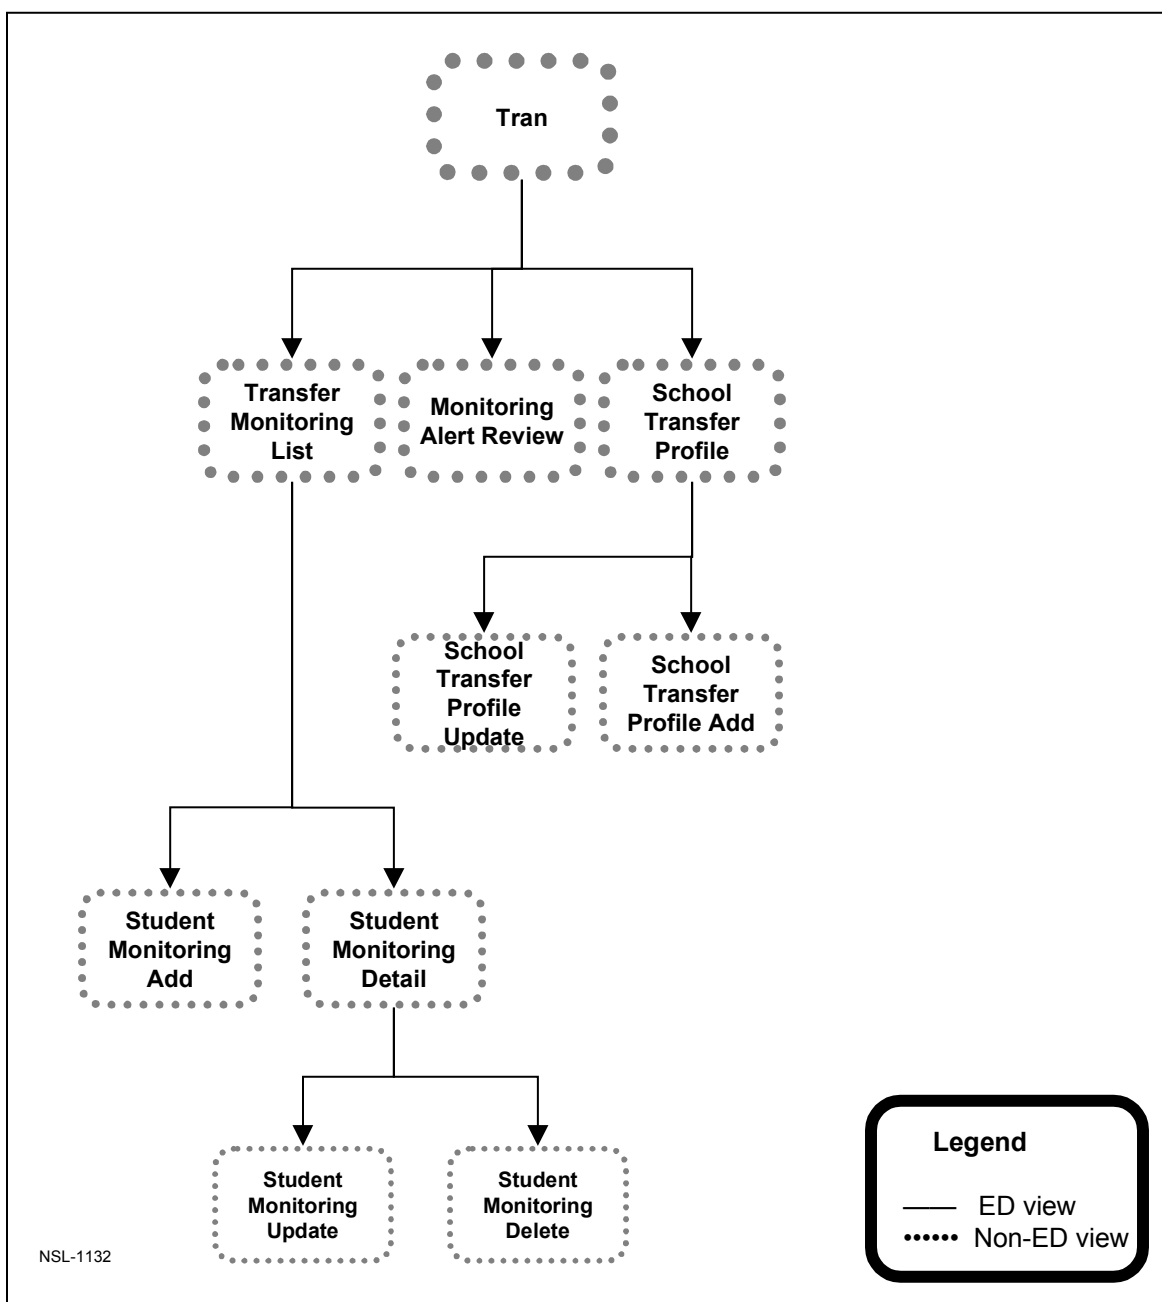 Tran
Transfer
Monitoring
List
Monitoring
Alert Review
School
Transfer
Profile
School
Transfer
Profile
Update
School
Transfer
Profile Add
Student
Monitoring
Add
Student
Monitoring
Detail
Student
Monitoring
Update
Student
Monitoring
Delete
Legend
ED view
Non-ED view
NSL-1132